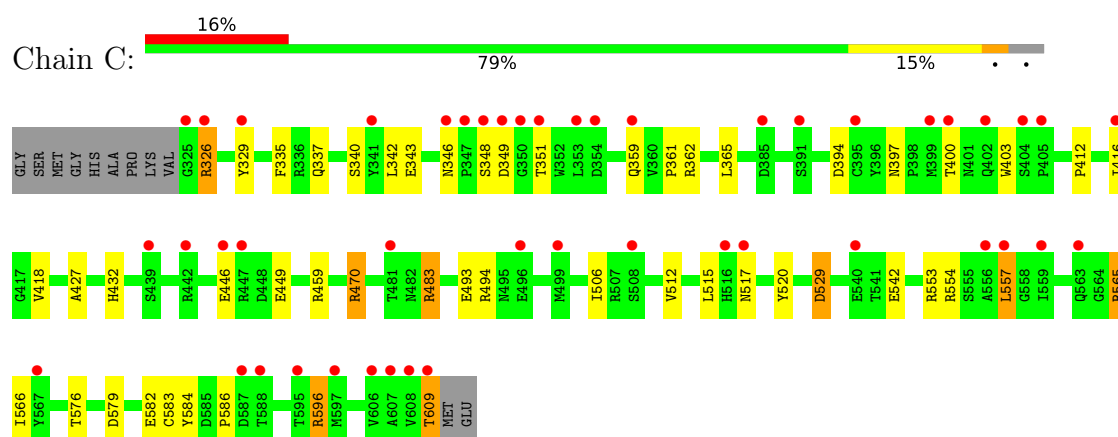 16%
Chain C:
79% 15% • •
GLY SER MET GLY HIS ALA PRO LYS VAL G325 R326 Y329 F335 R336 Q337 S340 Y341 L342 E343 N346 P347 S348 D349 G350 T351 W352 L353 D354 Q359 V360 P361 R362 L365 D385 S391 D394 C395 Y396 N397 P398 M399 T400 N401 Q402 W403 S404 P405 P412 I416
G417 V418 A427 H432 S439 R442 E446 R447 D448 E449 R459 R470 T481 N482 R483 E493 R494 N495 E496 M499 I506 R507 S508 V512 L515 H516 N517 Y520 D529 E540 T541 E542 R553 R554 S555 A556 L557 G558 I559 Q563 G564
I566 Y567 T576 D579 E582 C583 Y584 D585 P586 D587 T588 T595 R596 M597 V606 A607 V608 T609 MET GLU